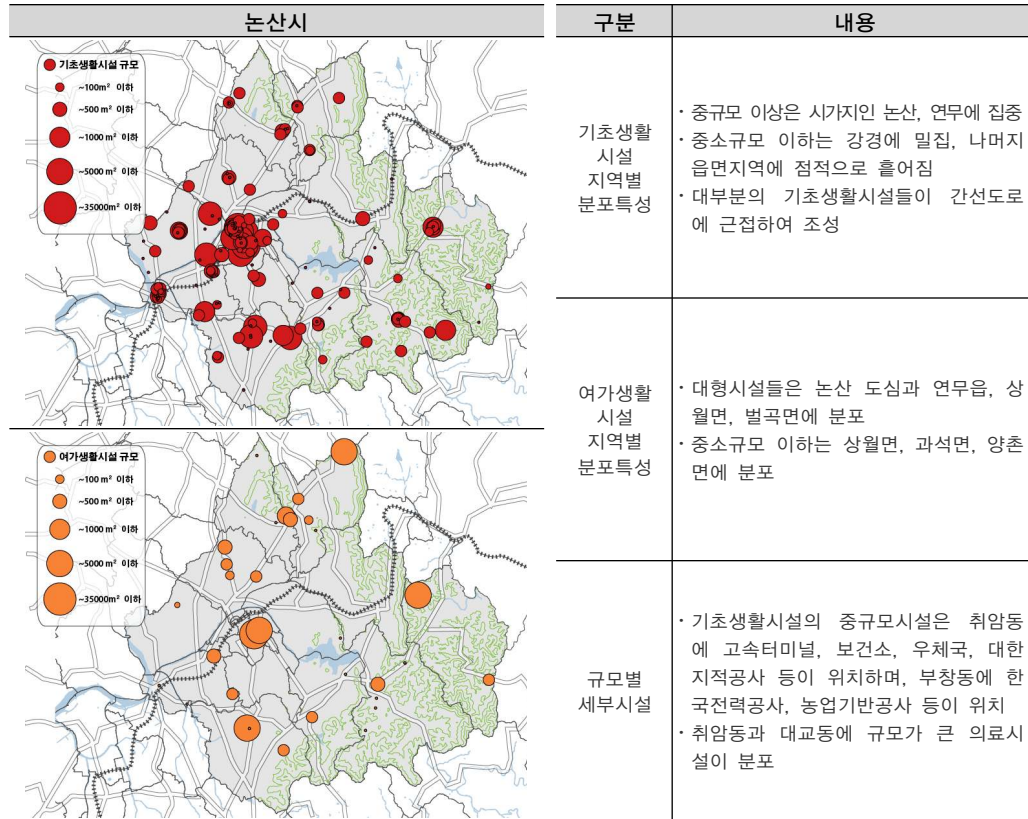 논산시
기초생활시설 규모
~100m² 이하
~500 m² 이하
~1000 m² 이하
~5000 m² 이하
~35000m² 이하
여가생활시설 규모
~100 m² 이하
~500 m² 이하
~1000 m² 이하
~5000 m² 이하
~35000m² 이하
구분 내용
기초생활
시설
지역별
분포특성
· 중규모 이상은 시가지인 논산, 연무에 집중
· 중소규모 이하는 강경에 밀집, 나머지
읍면지역에 점적으로 흩어짐
· 대부분의 기초생활시설들이 간선도로
에 근접하여 조성
여가생활
시설
지역별
분포특성
· 대형시설들은 논산 도심과 연무읍, 상
월면, 벌곡면에 분포
· 중소규모 이하는 상월면, 과석면, 양촌
면에 분포
규모별
세부시설
· 기초생활시설의 중규모시설은 취암동
에 고속터미널, 보건소, 우체국, 대한
지적공사 등이 위치하며, 부창동에 한
국전력공사, 농업기반공사 등이 위치
· 취암동과 대교동에 규모가 큰 의료시
설이 분포